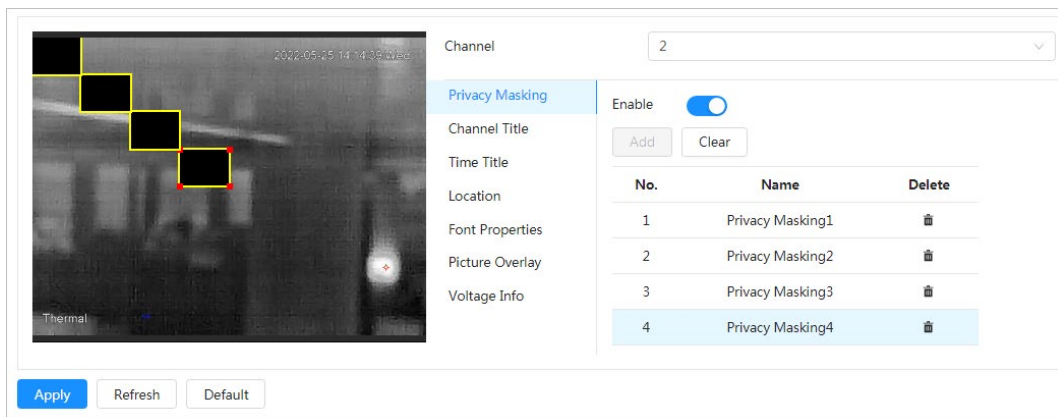 2022-05-25 14:14:39 Wed
Thermal
Channel
2
Privacy Masking
Channel Title
Time Title
Location
Font Properties
Picture Overlay
Voltage Info
Enable
Add Clear
No. Name Delete
1 Privacy Masking1
2 Privacy Masking2
3 Privacy Masking3
4 Privacy Masking4
Apply Refresh Default